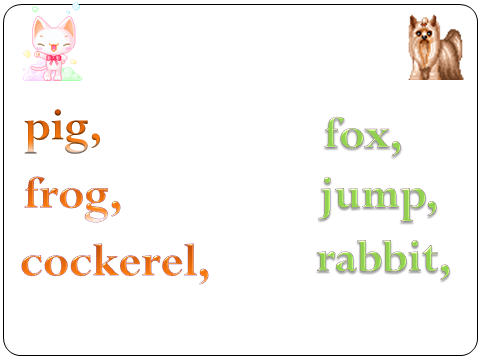 pig,
frog,
cockerel,
fox,
jump,
rabbit,